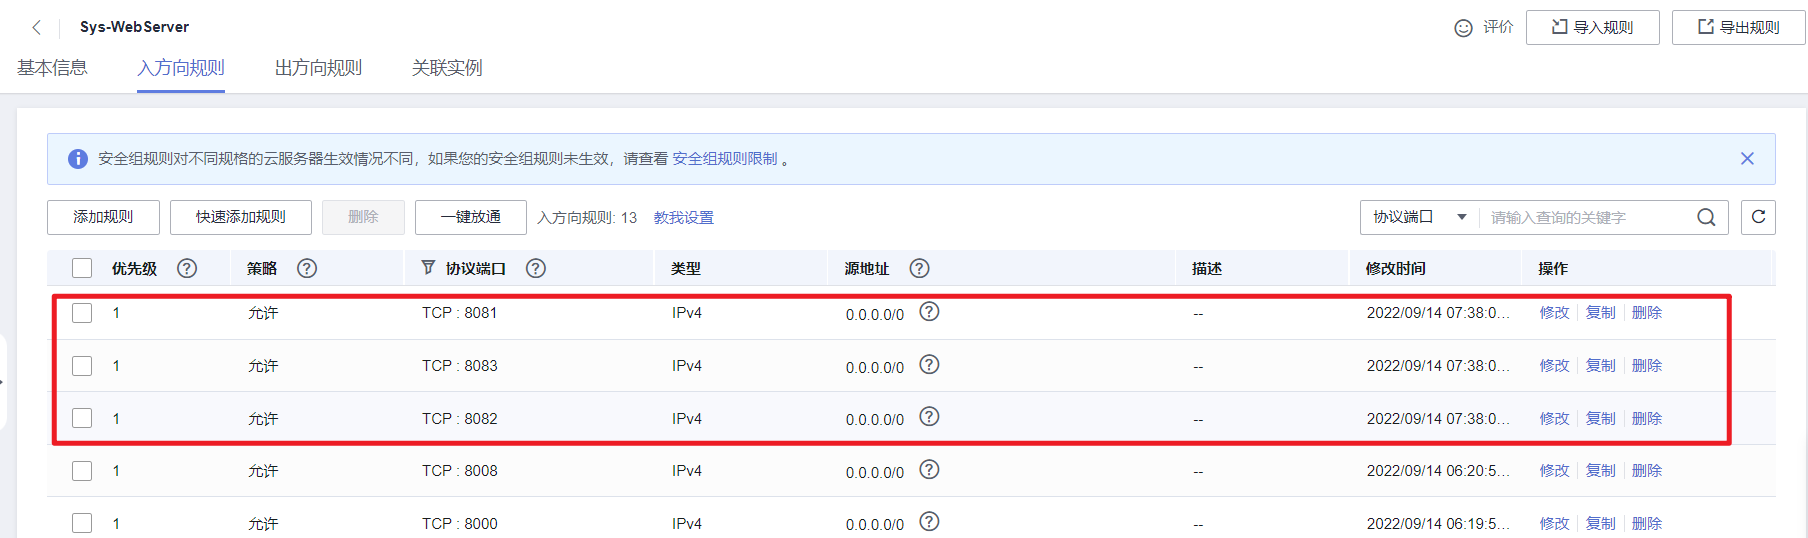 Sys-WebServer
评价 导入规则 导出规则
基本信息 入方向规则 出方向规则 关联实例
安全组规则对不同规格的云服务器生效情况不同，如果您的安全组规则未生效，请查看 安全组规则限制 。
添加规则 快速添加规则 删除 一键放通 入方向规则: 13 教我设置 协议端口 请输入查询的关键字
优先级 策略 协议端口 类型 源地址 描述 修改时间 操作
1 允许 TCP : 8081 IPv4 0.0.0.0/0 -- 2022/09/14 07:38:0... 修改 复制 删除
1 允许 TCP : 8083 IPv4 0.0.0.0/0 -- 2022/09/14 07:38:0... 修改 复制 删除
1 允许 TCP : 8082 IPv4 0.0.0.0/0 -- 2022/09/14 07:38:0... 修改 复制 删除
1 允许 TCP : 8008 IPv4 0.0.0.0/0 -- 2022/09/14 06:20:5... 修改 复制 删除
1 允许 TCP : 8000 IPv4 0.0.0.0/0 -- 2022/09/14 06:19:5... 修改 复制 删除